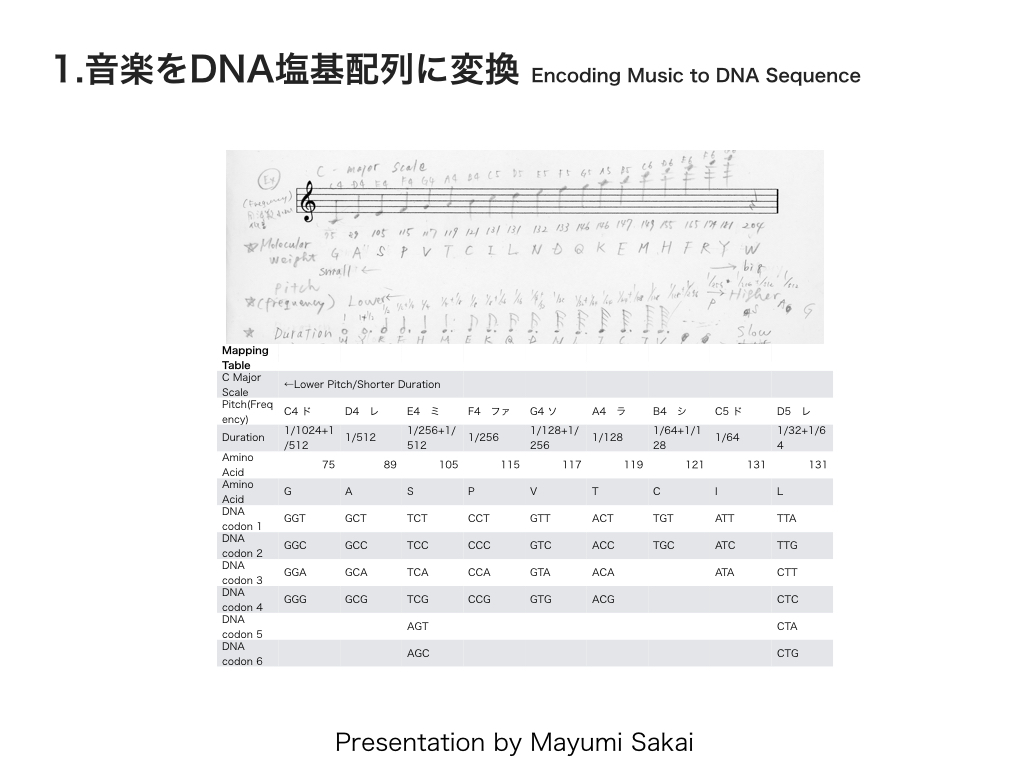 1.音楽をDNA塩基配列に変換 Encoding Music to DNA Sequence
Ex
C - major Scale
C4 D4 E4 F4 G4 A4 B4 C5 D5 E5 F5 G5 A5 B5 C6 D6 E6 F6
(Frequency)
75 89 105 115 117 119 121 131 131 132 133 146 146 147 149 155 165 174 181 204
☆Molecular weight G A S P V T C I L N D Q K E M H F R Y W
small ← → big
Pitch
☆(frequency) Lower← → Higher
☆ Duration
Slow
Mapping
Table
C Major
Scale ←Lower Pitch/Shorter Duration
Pitch(Freq
ency) C4 ド D4 レ E4 ミ F4 ファ G4 ソ A4 ラ B4 シ C5 ド D5 レ
Duration 1/1024+1
/512 1/512 1/256+1/
512 1/256 1/128+1/
256 1/128 1/64+1/1
28 1/64 1/32+1/6
4
Amino
Acid 75 89 105 115 117 119 121 131 131
Amino
Acid G A S P V T C I L
DNA
codon 1 GGT GCT TCT CCT GTT ACT TGT ATT TTA
DNA
codon 2 GGC GCC TCC CCC GTC ACC TGC ATC TTG
DNA
codon 3 GGA GCA TCA CCA GTA ACA ATA CTT
DNA
codon 4 GGG GCG TCG CCG GTG ACG CTC
DNA
codon 5 AGT CTA
DNA
codon 6 AGC CTG
Presentation by Mayumi Sakai